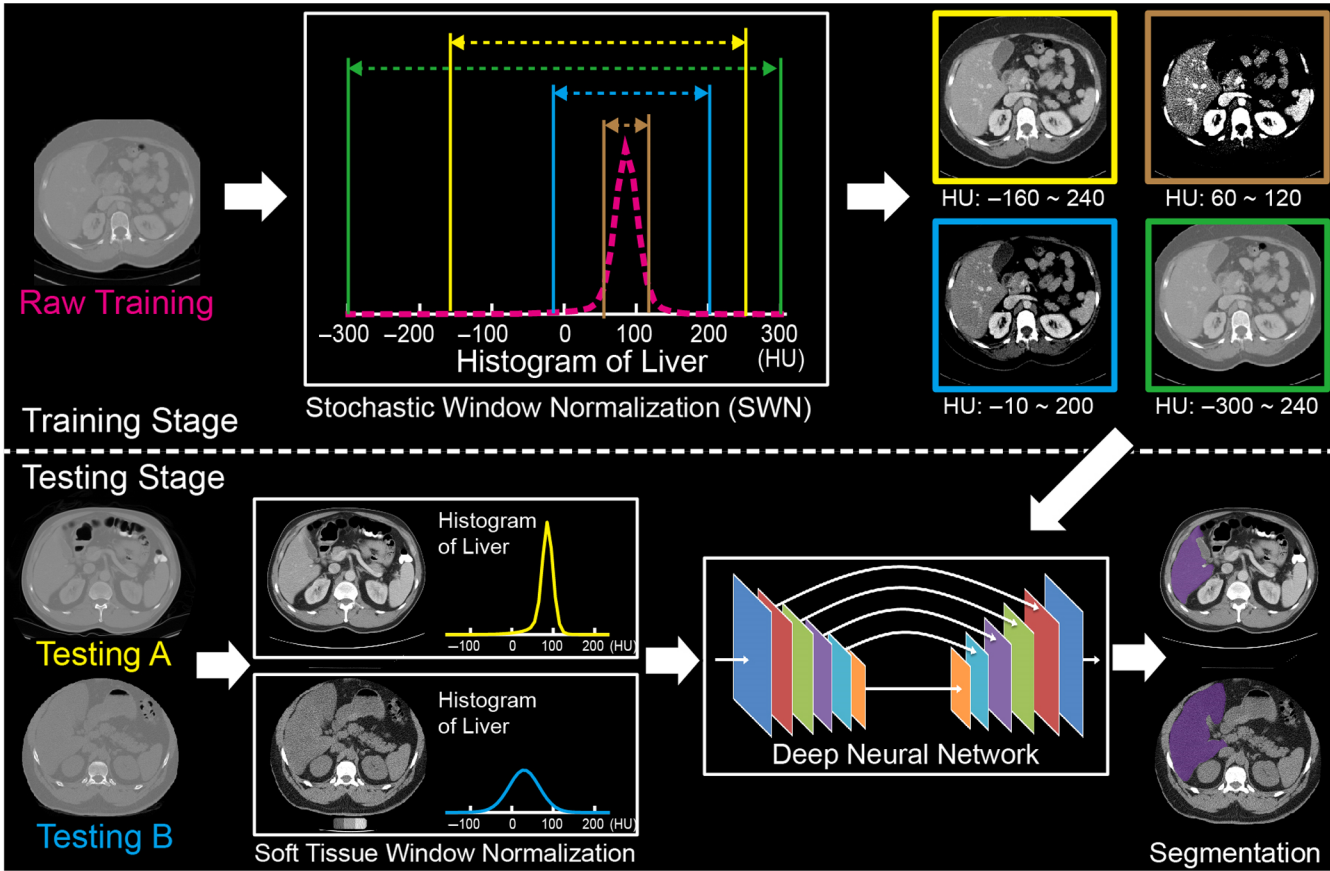 Raw Training
–300
–200
–100
0
100
200
300
Histogram of Liver
(HU)
Stochastic Window Normalization (SWN)
HU: –160 ~ 240
HU: 60 ~ 120
HU: –10 ~ 200
HU: –300 ~ 240
Training Stage
Testing Stage
Testing A
Histogram
of Liver
–100
0
100
200
(HU)
Testing B
Histogram
of Liver
–100
0
100
200
(HU)
Soft Tissue Window Normalization
Deep Neural Network
Segmentation